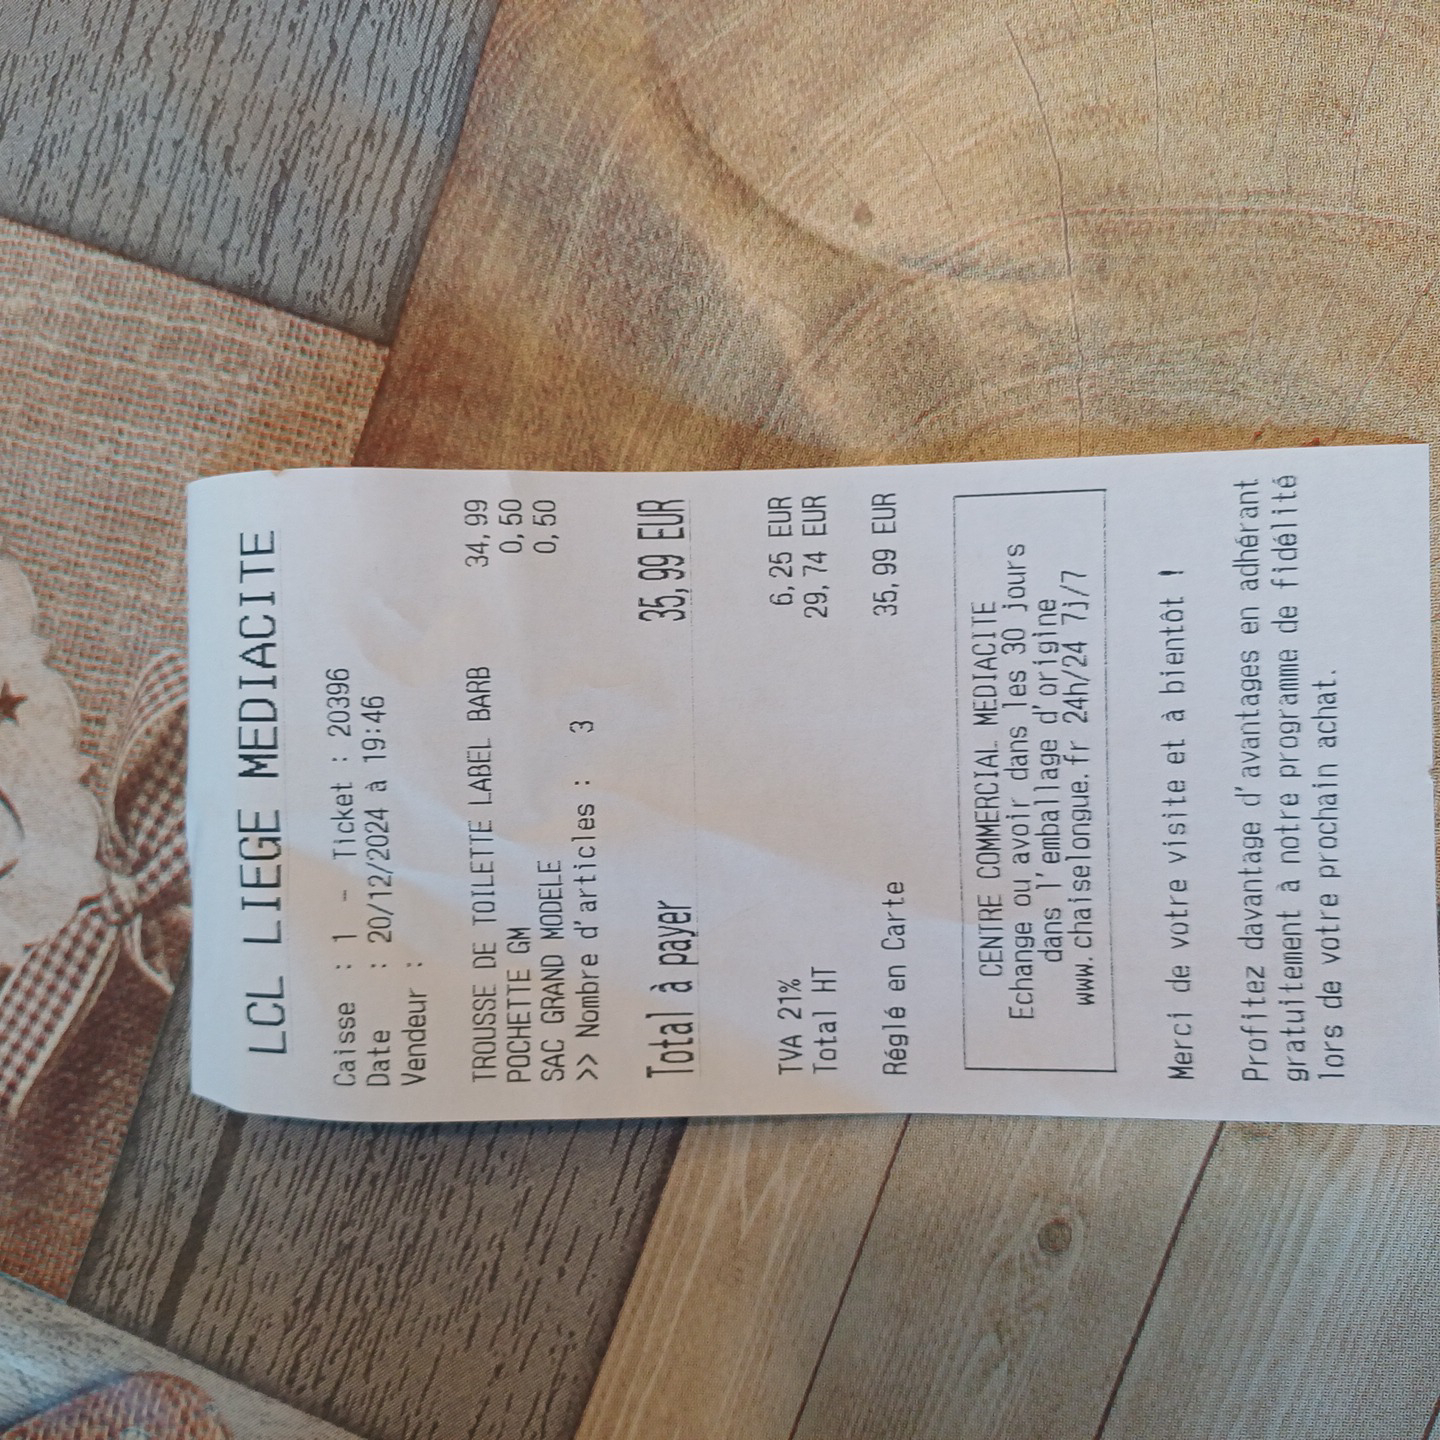 LCL LIEGE MEDIACITE
Caisse : 1 - Ticket : 20396
Date : 20/12/2024 à 19:46
Vendeur :
TROUSSE DE TOILETTE LABEL BARB 34,99
POCHETTE GM 0,50
SAC GRAND MODELE 0,50
>> Nombre d'articles : 3
Total à payer 35,99 EUR
TVA 21% 6,25 EUR
Total HT 29,74 EUR
Réglé en Carte 35,99 EUR
CENTRE COMMERCIAL MEDIACITE
Echange ou avoir dans les 30 jours
dans l'emballage d'origine
www.chaiselongue.fr 24h/24 7j/7
Merci de votre visite et à bientôt !
Profitez davantage d'avantages en adhérant
gratuitement à notre programme de fidélité
lors de votre prochain achat.